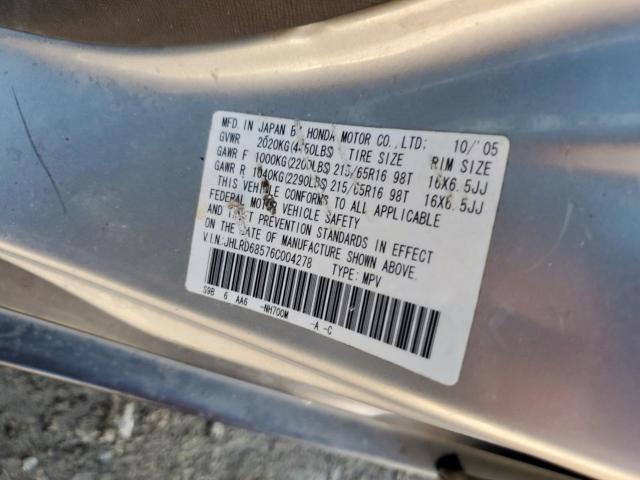 MFD. IN JAPAN BY HONDA MOTOR CO., LTD: 10/'05
GVWR 2020KG(4450LBS) TIRE SIZE RIM SIZE
GAWR F 1000KG(2200LBS) 215/65R16 98T 16X6.5JJ
GAWR R 1040KG(2290LBS) 215/65R16 98T 16X6.5JJ
THIS VEHICLE CONFORMS TO ALL APPLICABLE
FEDERAL MOTOR VEHICLE SAFETY
AND THEFT PREVENTION STANDARDS IN EFFECT
ON THE DATE OF MANUFACTURE SHOWN ABOVE.
V.I.N.:JHLRD68576C004278 TYPE: MPV
S9B 6 AA6 -NH700M -A -C